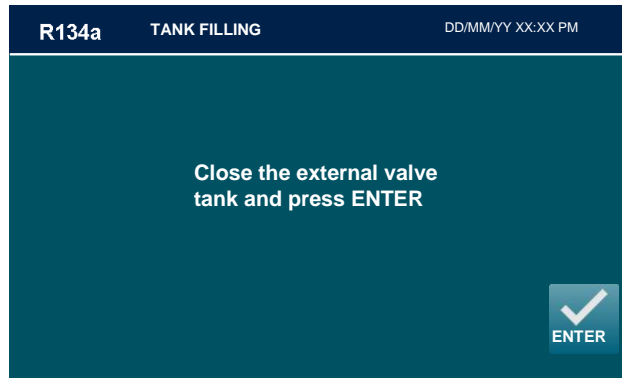 R134a TANK FILLING DD/MM/YY XX:XX PM
Close the external valve
tank and press ENTER
ENTER